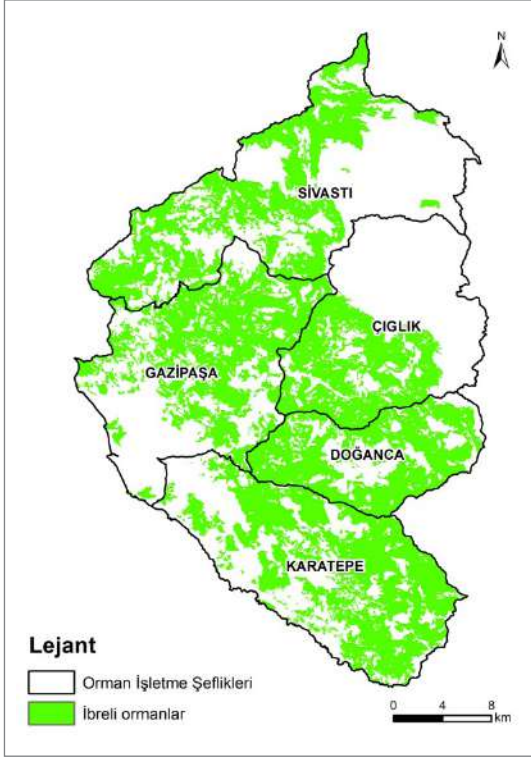 N
SİVASTI
ÇIGLIK
GAZİPAŞA
DOĞANCA
KARATEPE
Lejant
Orman İşletme Şeflikleri
İbreli ormanlar
0 4 8
km